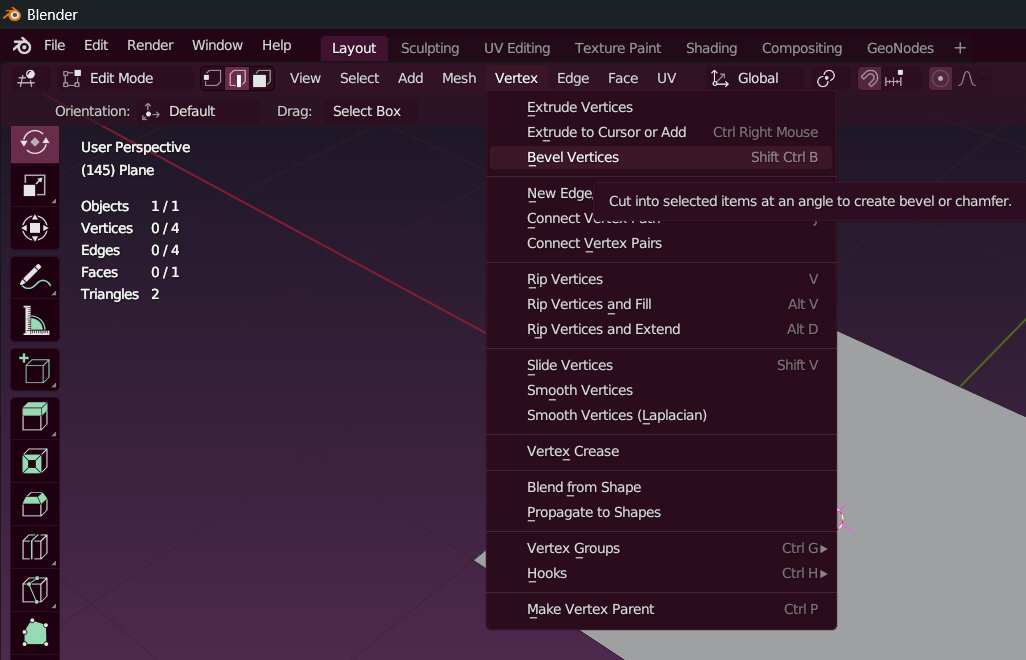 Blender
File Edit Render Window Help Layout Sculpting UV Editing Texture Paint Shading Compositing GeoNodes +
Edit Mode View Select Add Mesh Vertex Edge Face UV Global
Orientation: Default Drag: Select Box
User Perspective
(145) Plane
Objects 1/1
Vertices 0/4
Edges 0/4
Faces 0/1
Triangles 2
Extrude Vertices
Extrude to Cursor or Add Ctrl Right Mouse
Bevel Vertices Shift Ctrl B
New Edge
Cut into selected items at an angle to create bevel or chamfer.
Connect Vertex Path J
Connect Vertex Pairs
Rip Vertices V
Rip Vertices and Fill Alt V
Rip Vertices and Extend Alt D
Slide Vertices Shift V
Smooth Vertices
Smooth Vertices (Laplacian)
Vertex Crease
Blend from Shape
Propagate to Shapes
Vertex Groups Ctrl G
Hooks Ctrl H
Make Vertex Parent Ctrl P